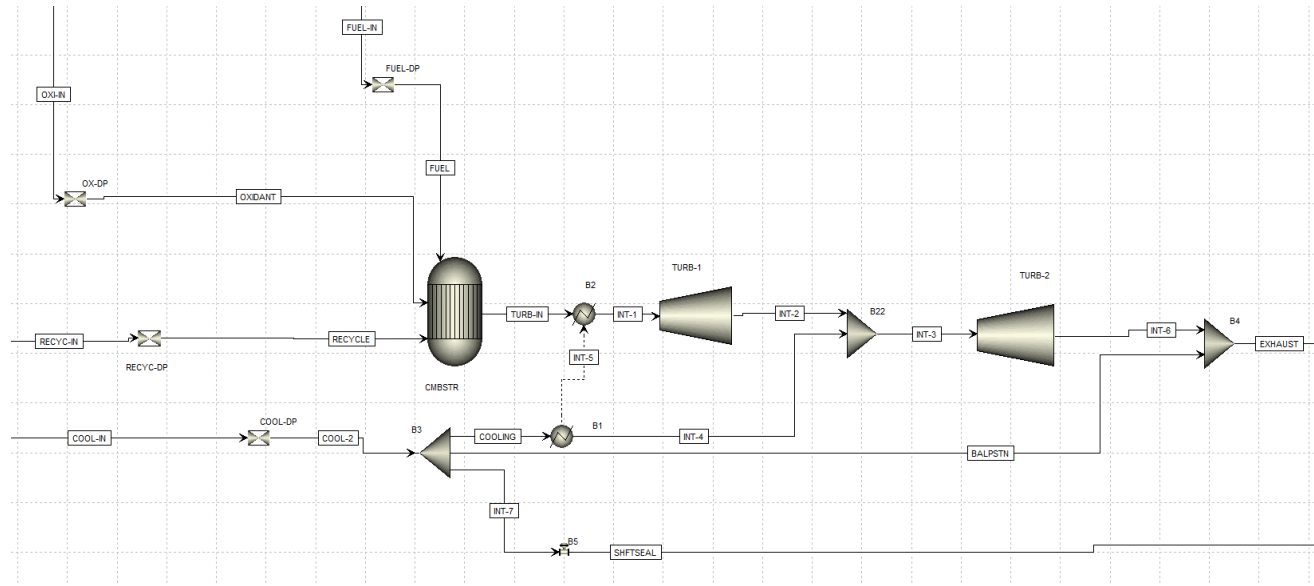 FUEL-IN
FUEL-DP
OXI-IN
FUEL
OX-DP
OXIDANT
TURB-1
TURB-2
B2
B22
TURB-IN
INT-1
INT-2
INT-3
INT-6
B4
EXHAUST
RECYC-IN
RECYC-DP
RECYCLE
INT-5
CMBSTR
COOL-DP
COOL-IN
COOL-2
B3
COOLING
B1
INT-4
BALPSTN
INT-7
B5
SHFTSEAL